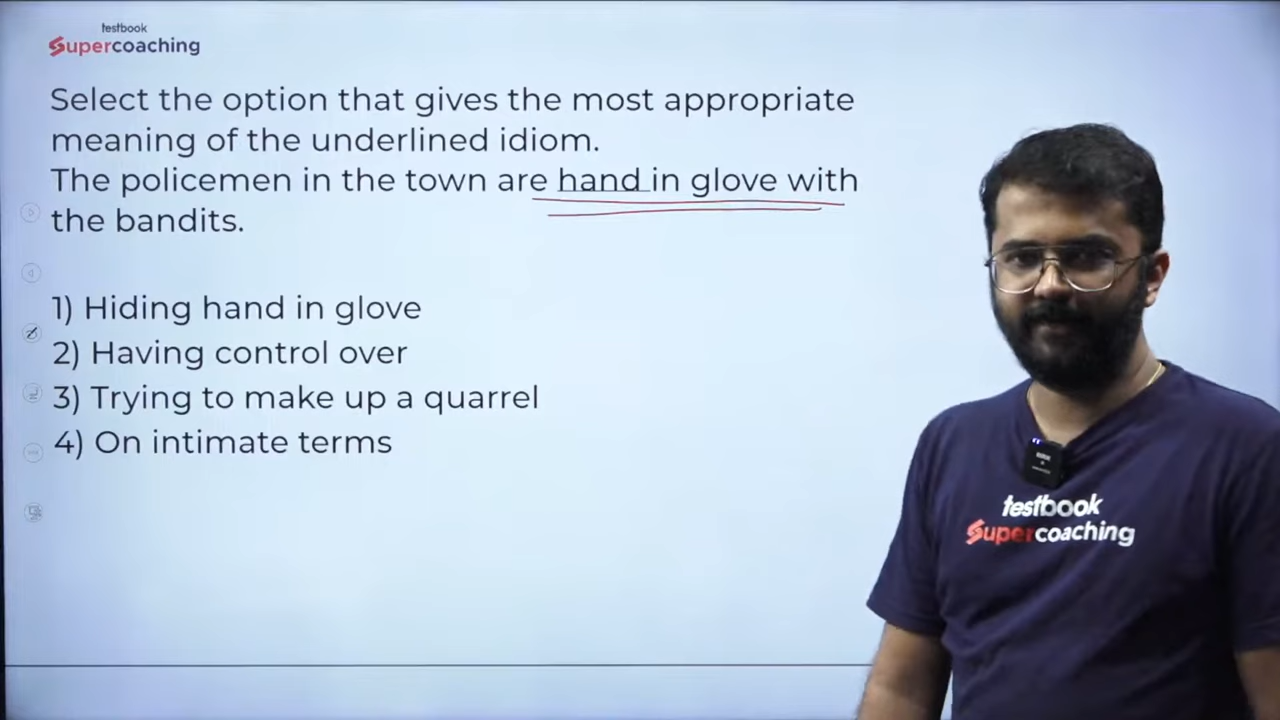 testbook
Supercoaching
Select the option that gives the most appropriate
meaning of the underlined idiom.
The policemen in the town are hand in glove with
the bandits.
1) Hiding hand in glove
2) Having control over
3) Trying to make up a quarrel
4) On intimate terms
testbook
Supercoaching